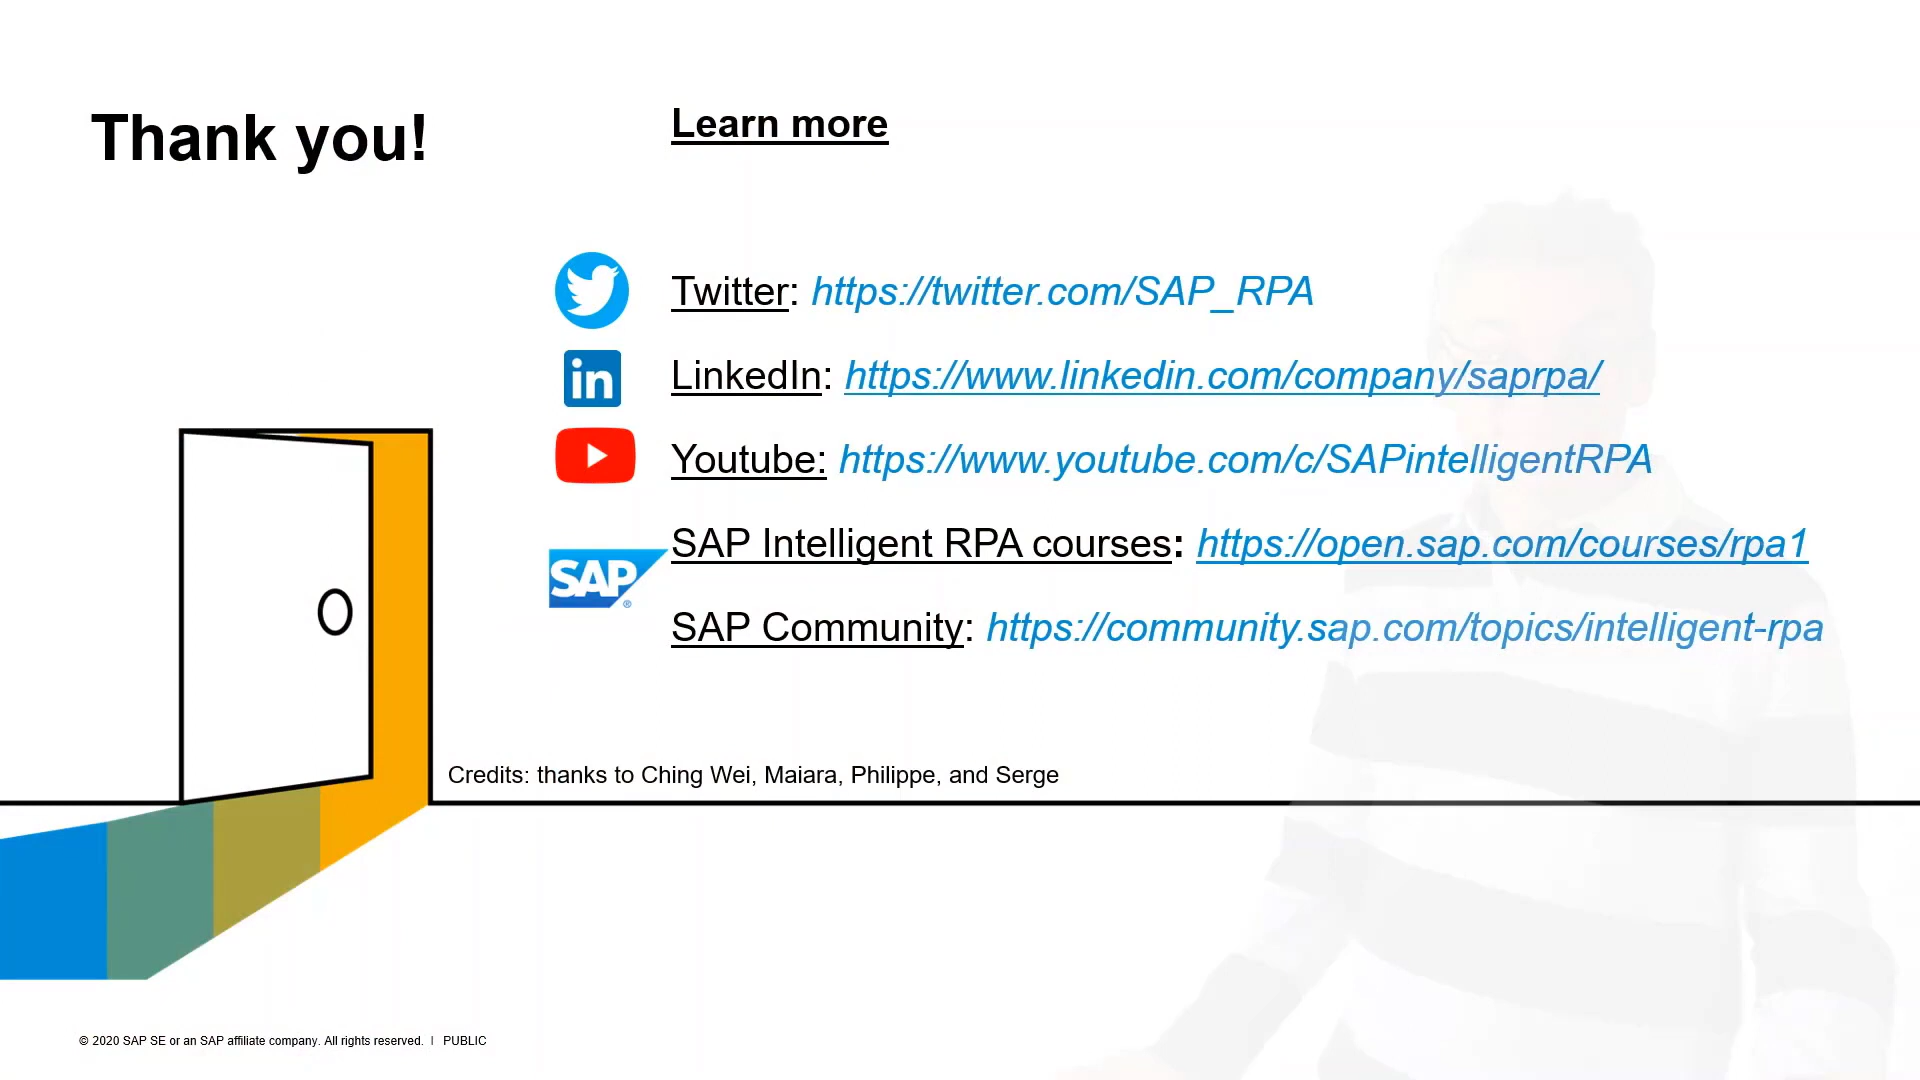 Thank you!
Learn more
Twitter: https://twitter.com/SAP_RPA
in LinkedIn: https://www.linkedin.com/company/saprpa/
Youtube: https://www.youtube.com/c/SAPintelligentRPA
SAP Intelligent RPA courses: https://open.sap.com/courses/rpa1
SAP®
SAP Community: https://community.sap.com/topics/intelligent-rpa
Credits: thanks to Ching Wei, Maiara, Philippe, and Serge
© 2020 SAP SE or an SAP affiliate company. All rights reserved. | PUBLIC